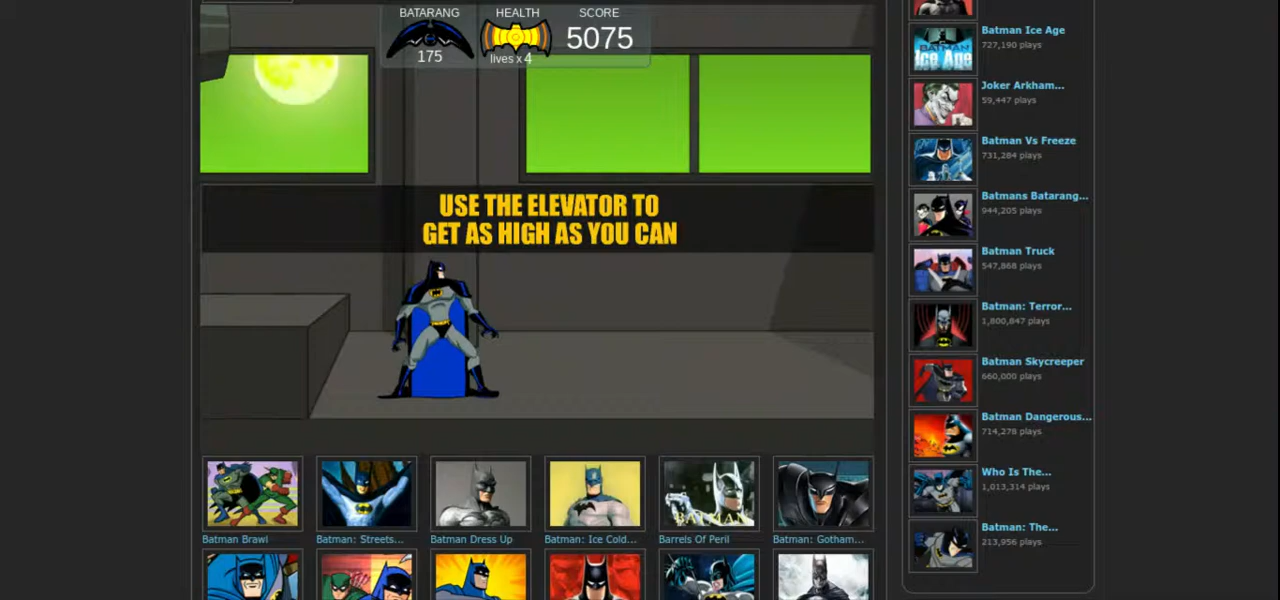 BATARANG
175
HEALTH
lives x 4
SCORE
5075
USE THE ELEVATOR TO
GET AS HIGH AS YOU CAN
Batman Brawl
Batman: Streets...
Batman Dress Up
Batman: Ice Cold...
Barrels Of Peril
Batman: Gotham...
Batman Ice Age
727,190 plays
Joker Arkham...
59,447 plays
Batman Vs Freeze
731,284 plays
Batmans Batarang...
944,205 plays
Batman Truck
547,868 plays
Batman: Terror...
1,800,847 plays
Batman Skycreeper
660,000 plays
Batman Dangerous...
714,278 plays
Who Is The...
1,013,314 plays
Batman: The...
213,956 plays
BATMAN
Ice Age